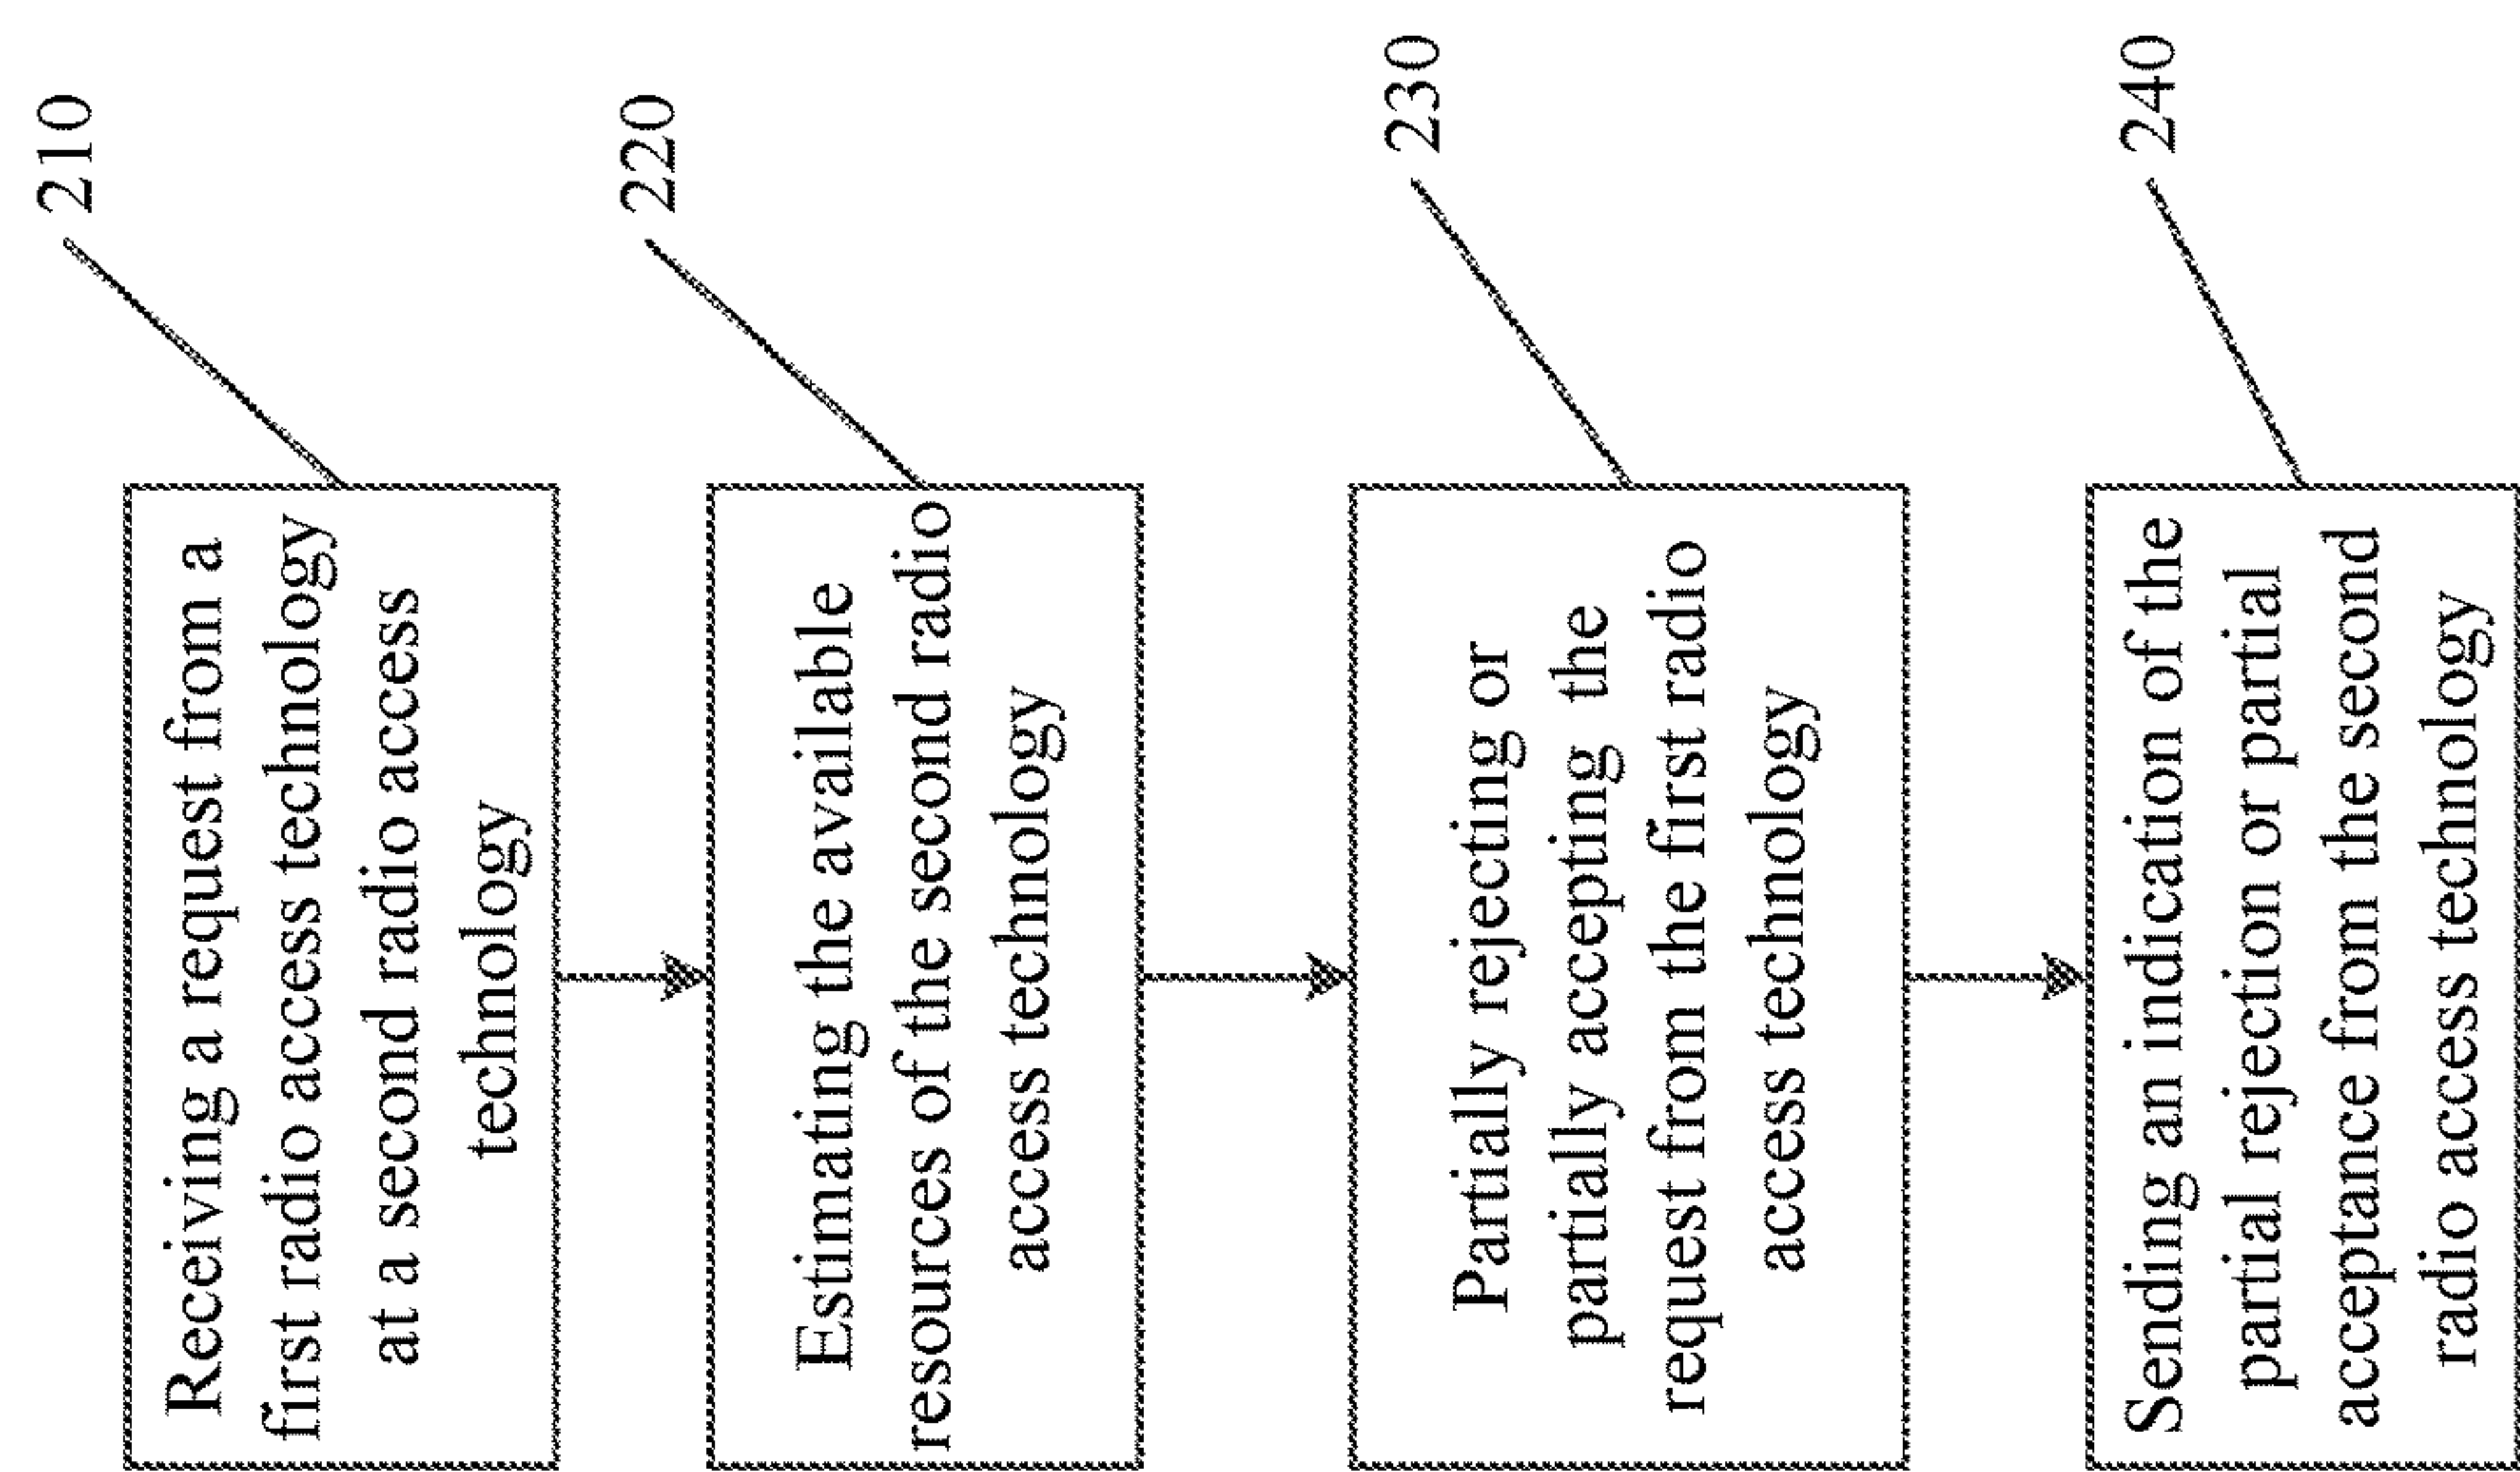 210
Receiving a request from a
first radio access technology
at a second radio access
technology
220
Estimating the available
resources of the second radio
access technology
230
Partially rejecting or
partially accepting the
request from the first radio
access technology
240
Sending an indication of the
partial rejection or partial
acceptance from the second
radio access technology